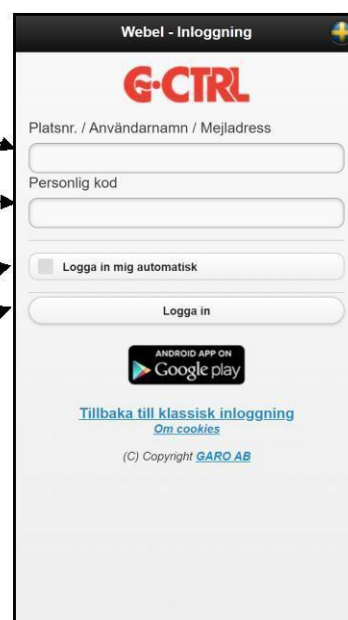 Webel - Inloggning
G-CTRL
Platsnr. / Användarnamn / Mejladress
Personlig kod
Logga in mig automatisk
Logga in
ANDROID APP ON
Google play
Tillbaka till klassisk inloggning
Om cookies
(C) Copyright GARO AB